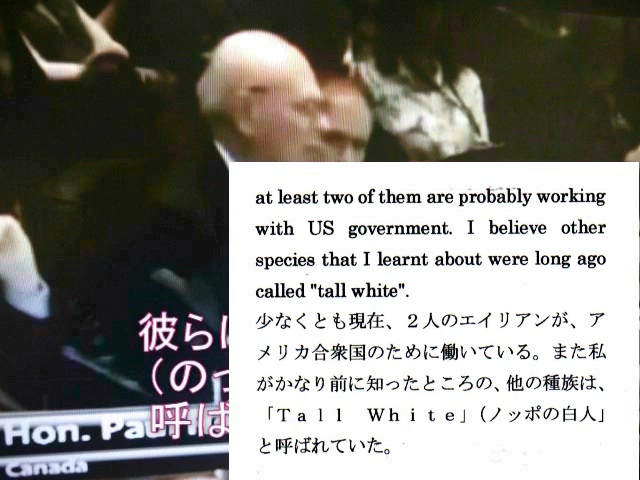 at least two of them are probably working
with US government. I believe other
species that I learnt about were long ago
called "tall white".
少なくとも現在、２人のエイリアンが、ア
メリカ合衆国のために働いている。また私
がかなり前に知ったところの、他の種族は、
「Ｔａｌｌ　Ｗｈｉｔｅ」（ノッポの白人」
と呼ばれていた。
彼らは
（のっ
呼ば
Hon. Pau
Canada